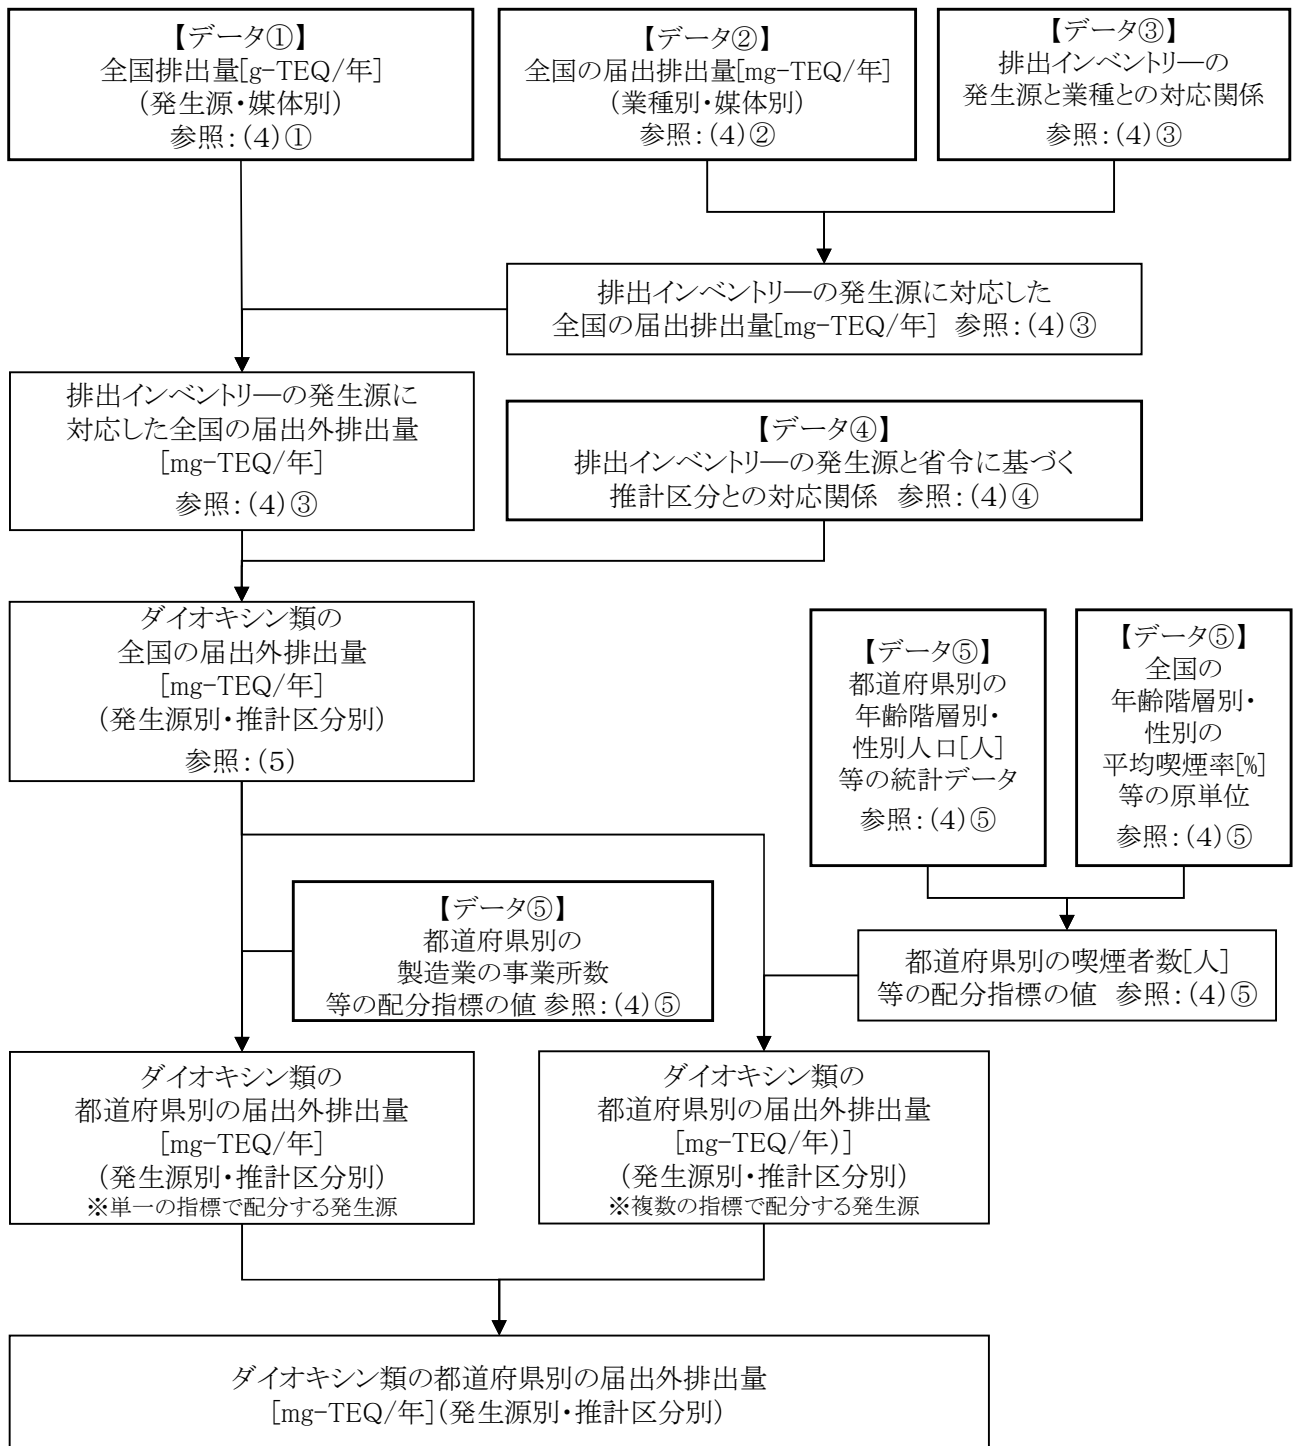 【データ①】
全国排出量[g-TEQ/年]
(発生源・媒体別)
参照:(4)①
【データ②】
全国の届出排出量[mg-TEQ/年]
(業種別・媒体別)
参照:(4)②
【データ③】
排出インベントリーの
発生源と業種との対応関係
参照:(4)③
排出インベントリーの発生源に対応した
全国の届出排出量[mg-TEQ/年] 参照:(4)③
排出インベントリーの発生源に
対応した全国の届出外排出量
[mg-TEQ/年]
参照:(4)③
【データ④】
排出インベントリーの発生源と省令に基づく
推計区分との対応関係 参照:(4)④
ダイオキシン類の
全国の届出外排出量
[mg-TEQ/年]
(発生源別・推計区分別)
参照:(5)
【データ⑤】
都道府県別の
年齢階層別・
性別人口[人]
等の統計データ
参照:(4)⑤
【データ⑤】
全国の
年齢階層別・
性別の
平均喫煙率[%]
等の原単位
参照:(4)⑤
【データ⑤】
都道府県別の
製造業の事業所数
等の配分指標の値 参照:(4)⑤
都道府県別の喫煙者数[人]
等の配分指標の値 参照:(4)⑤
ダイオキシン類の
都道府県別の届出外排出量
[mg-TEQ/年]
(発生源別・推計区分別)
※単一の指標で配分する発生源
ダイオキシン類の
都道府県別の届出外排出量
[mg-TEQ/年)]
(発生源別・推計区分別)
※複数の指標で配分する発生源
ダイオキシン類の都道府県別の届出外排出量
[mg-TEQ/年](発生源別・推計区分別)